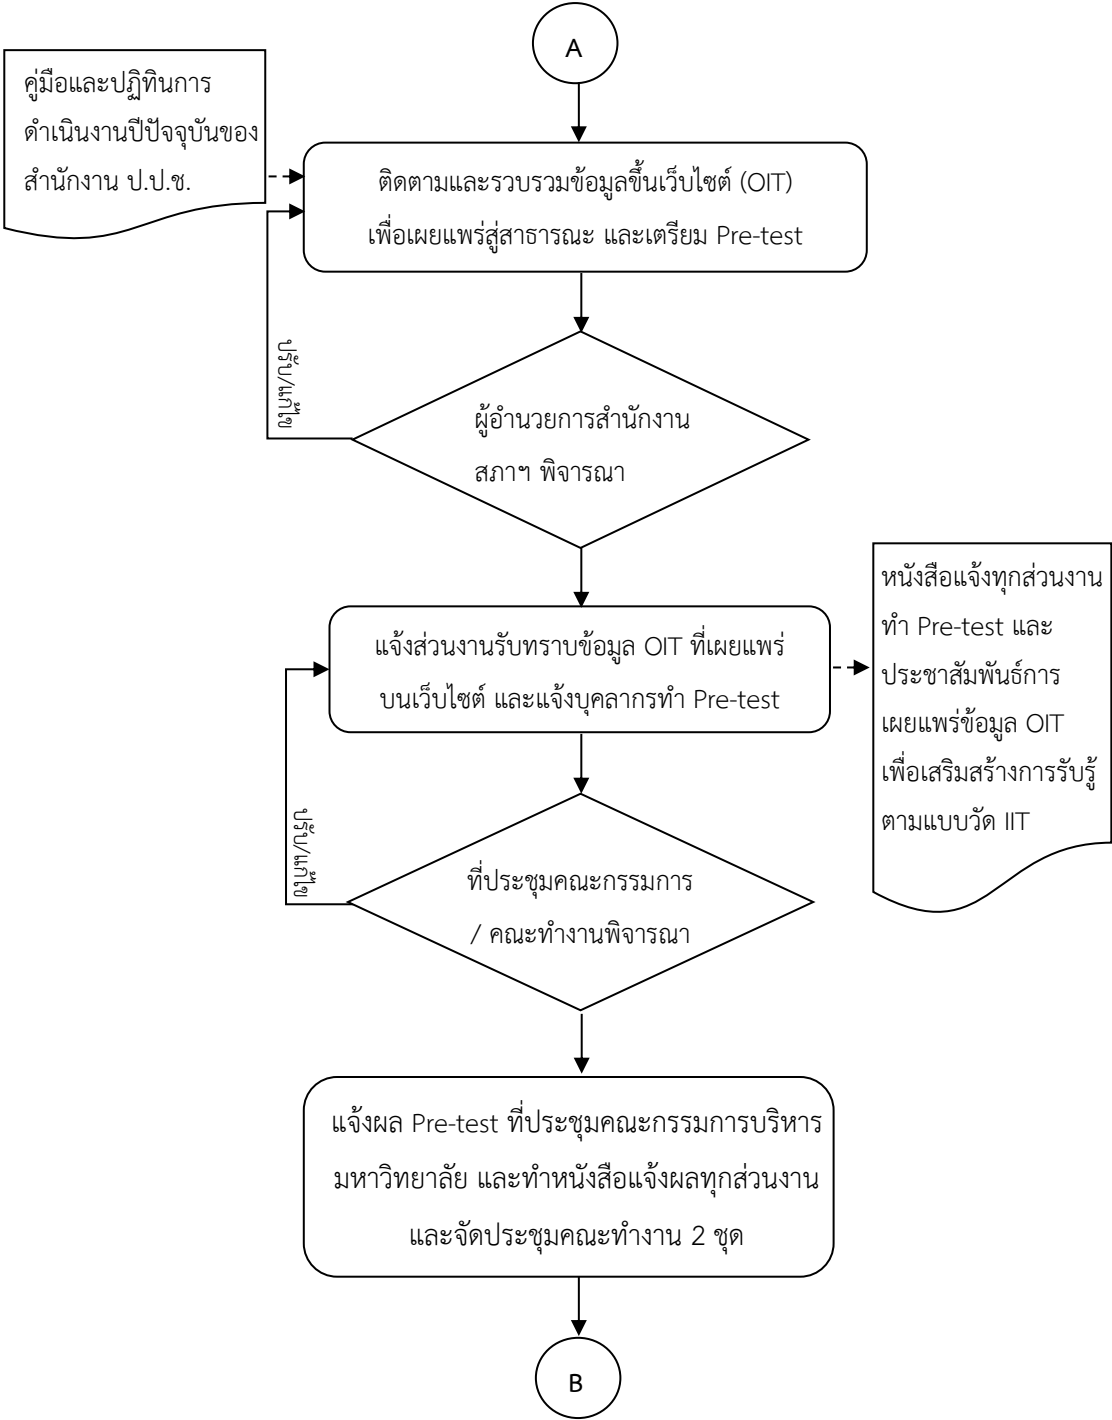 A
คู่มือและปฏิทินการ
ดำเนินงานปีปัจจุบันของ
สำนักงาน ป.ป.ช.
ติดตามและรวบรวมข้อมูลขึ้นเว็บไซต์ (OIT)
เพื่อเผยแพร่สู่สาธารณะ และเตรียม Pre-test
ปรับ/แก้ไข
ผู้อำนวยการสำนักงาน
สภาฯ พิจารณา
แจ้งส่วนงานรับทราบข้อมูล OIT ที่เผยแพร่
บนเว็บไซต์ และแจ้งบุคลากรทำ Pre-test
หนังสือแจ้งทุกส่วนงาน
ทำ Pre-test และ
ประชาสัมพันธ์การ
เผยแพร่ข้อมูล OIT
เพื่อเสริมสร้างการรับรู้
ตามแบบวัด IIT
ปรับ/แก้ไข
ที่ประชุมคณะกรรมการ
/ คณะทำงานพิจารณา
แจ้งผล Pre-test ที่ประชุมคณะกรรมการบริหาร
มหาวิทยาลัย และทำหนังสือแจ้งผลทุกส่วนงาน
และจัดประชุมคณะทำงาน 2 ชุด
B